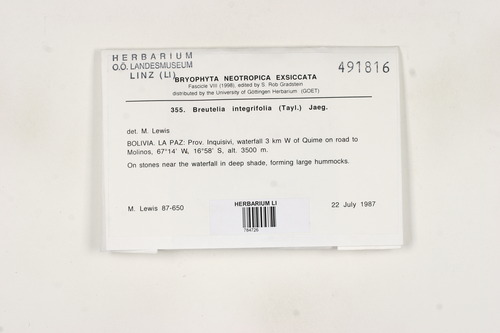 HERBARIUM
O.Ö. LANDESMUSEUM
LINZ (LI)
491816
BRYOPHYTA NEOTROPICA EXSICCATA
Fascicle VIII (1998), edited by S. Rob Gradstein
distributed by the University of Göttingen Herbarium (GOET)
355. Breutelia integrifolia (Tayl.) Jaeg.
det. M. Lewis
BOLIVIA. LA PAZ: Prov. Inquisivi, waterfall 3 km W of Quime on road to
Molinos, 67°14' W, 16°58' S, alt. 3500 m.
On stones near the waterfall in deep shade, forming large hummocks.
M. Lewis 87-650
HERBARIUM LI
784726
22 July 1987